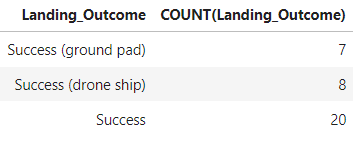 Landing_Outcome COUNT(Landing_Outcome)
Success (ground pad) 7
Success (drone ship) 8
Success 20